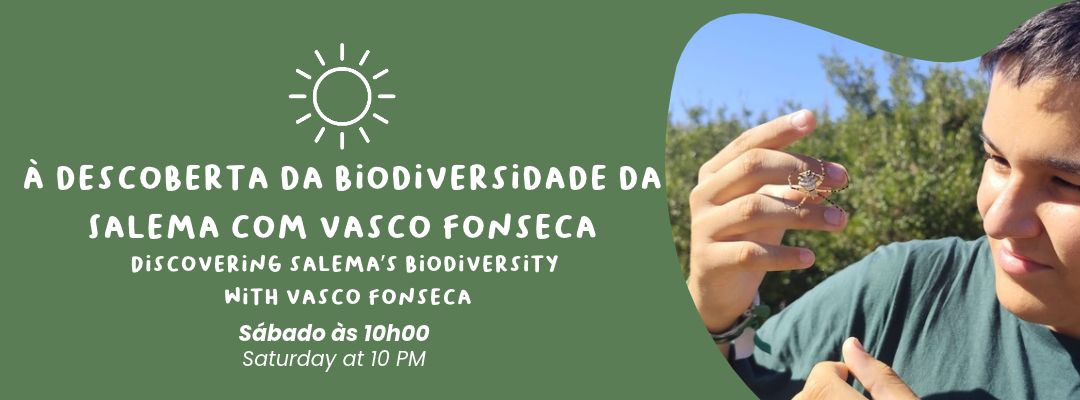 À DESCOBERTA DA BIODIVERSIDADE DA
SALEMA COM VASCO FONSECA
DISCOVERING SALEMA'S BIODIVERSITY
WITH VASCO FONSECA
Sábado às 10h00
Saturday at 10 PM